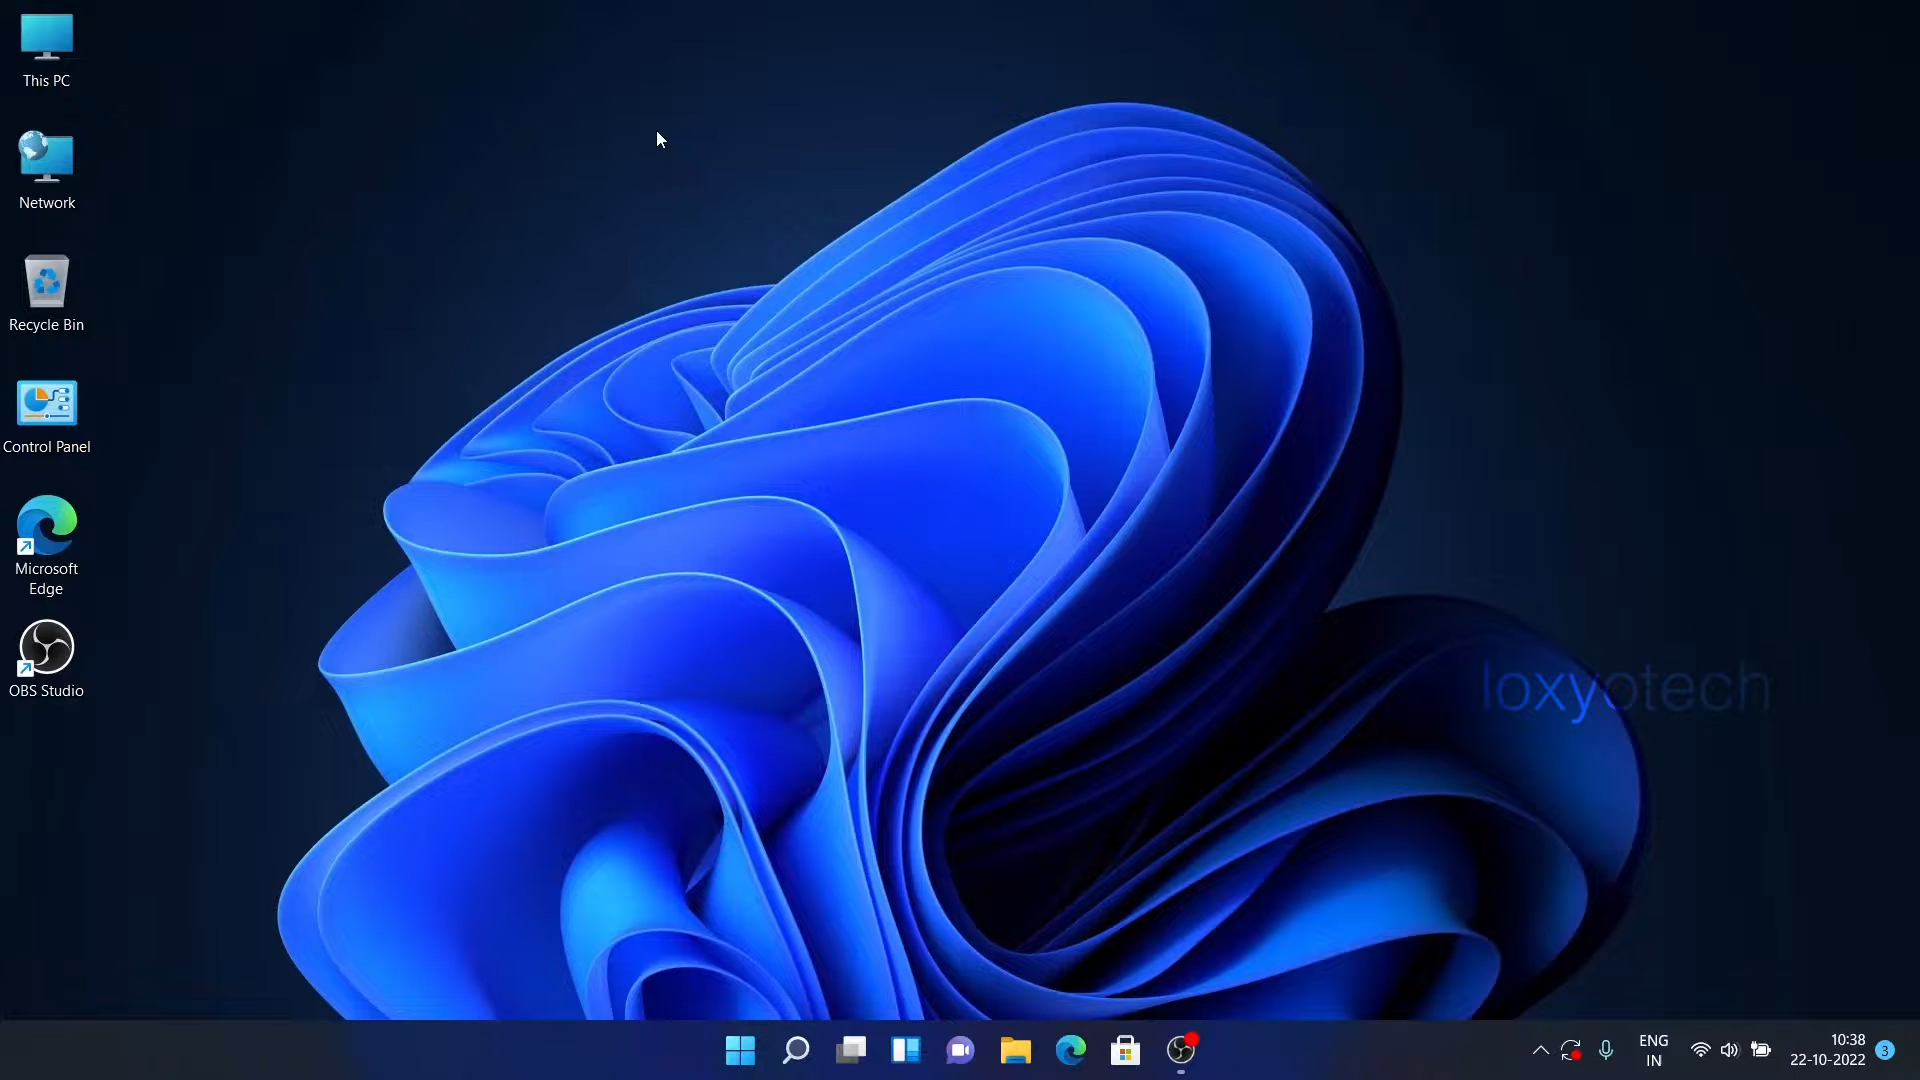 This PC
Network
Recycle Bin
Control Panel
Microsoft
Edge
OBS Studio
loxyotech
ENG
IN
10:38
22-10-2022
3